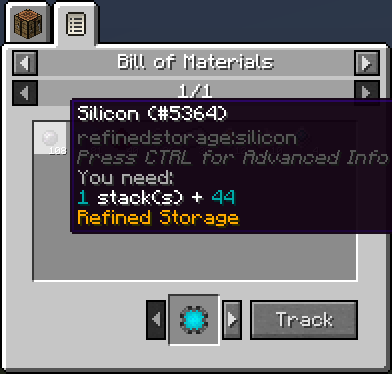 Bill of Materials
1/1
Silicon (#5364)
refinedstorage:silicon
Press CTRL for Advanced Info
You need:
1 stack(s) + 44
Refined Storage
108
Track